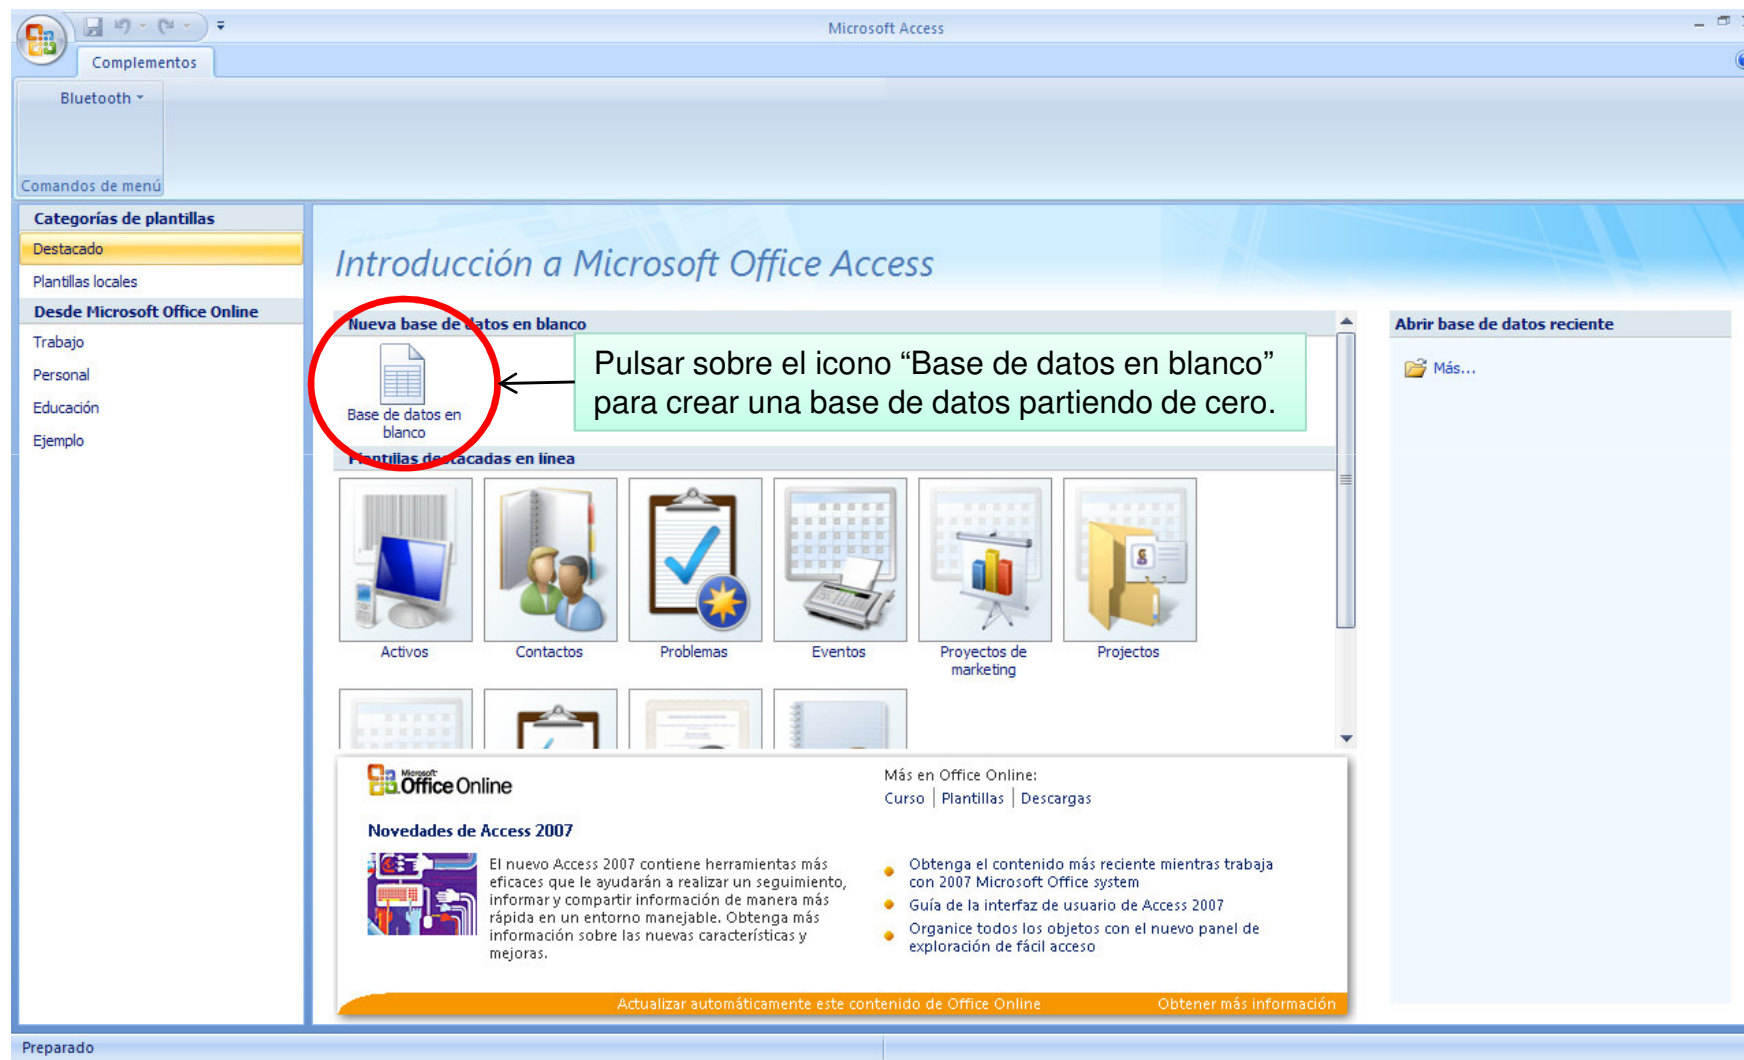 Microsoft Access
Complementos
Bluetooth
Comandos de menú
Categorías de plantillas
Destacado
Plantillas locales
Desde Microsoft Office Online
Trabajo
Personal
Educación
Ejemplo
Introducción a Microsoft Office Access
Nueva base de datos en blanco
Base de datos en
blanco
Pulsar sobre el icono “Base de datos en blanco”
para crear una base de datos partiendo de cero.
Plantillas destacadas en línea
Activos
Contactos
Problemas
Eventos
Proyectos de
marketing
Projectos
Abrir base de datos reciente
Más...
Microsoft
Office Online
Más en Office Online:
Curso | Plantillas | Descargas
Novedades de Access 2007
El nuevo Access 2007 contiene herramientas más
eficaces que le ayudarán a realizar un seguimiento,
informar y compartir información de manera más
rápida en un entorno manejable. Obtenga más
información sobre las nuevas características y
mejoras.
Obtenga el contenido más reciente mientras trabaja
con 2007 Microsoft Office system
Guía de la interfaz de usuario de Access 2007
Organice todos los objetos con el nuevo panel de
exploración de fácil acceso
Actualizar automáticamente este contenido de Office Online
Obtener más información
Preparado